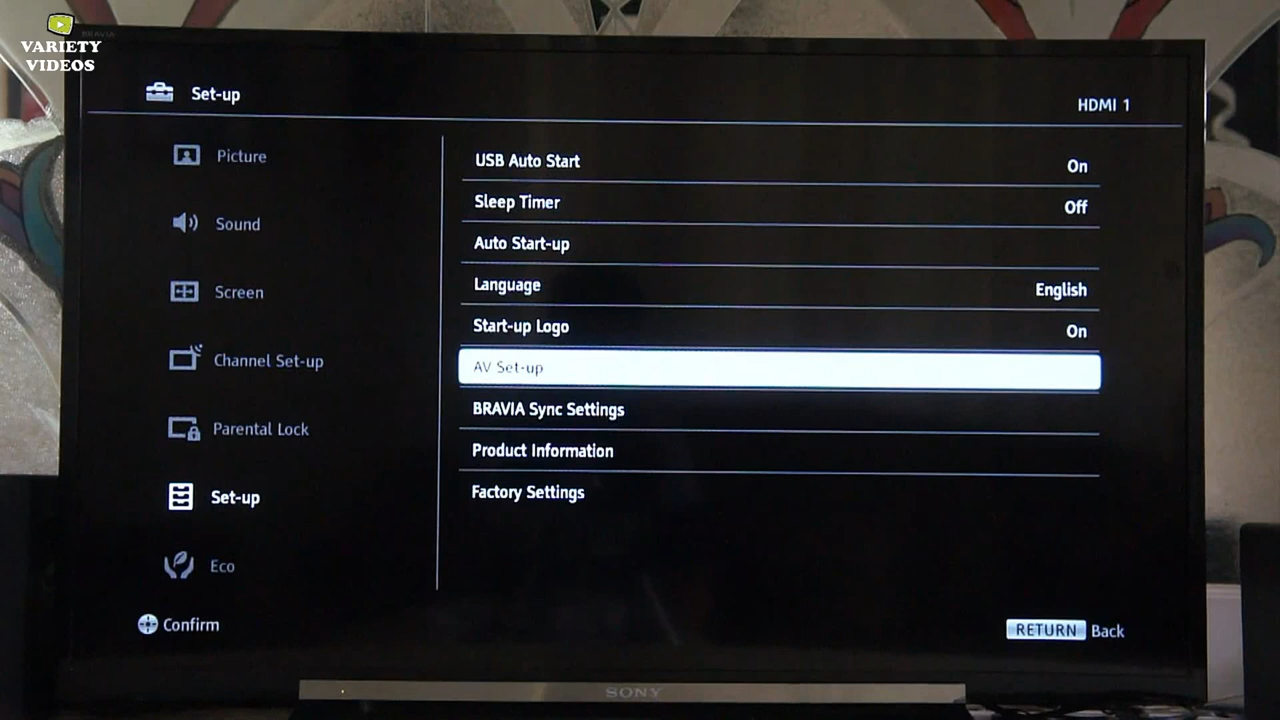 VARIETY
VIDEOS
BRAVIA
Set-up
HDMI 1
Picture
Sound
Screen
Channel Set-up
Parental Lock
Set-up
Eco
USB Auto Start On
Sleep Timer Off
Auto Start-up
Language English
Start-up Logo On
AV Set-up
BRAVIA Sync Settings
Product Information
Factory Settings
Confirm
RETURN Back
SONY